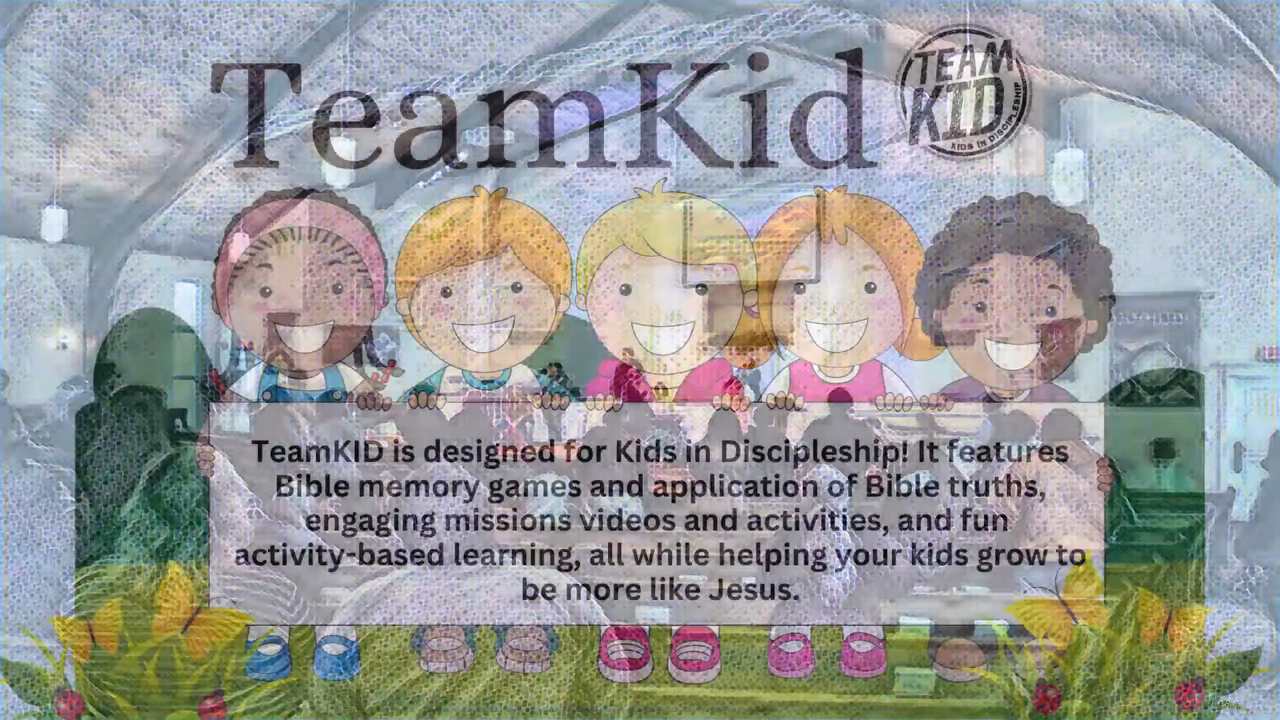 TeamKid
TEAM
KID
KIDS IN DISCIPLESHIP
TeamKID is designed for Kids in Discipleship! It features
Bible memory games and application of Bible truths,
engaging missions videos and activities, and fun
activity-based learning, all while helping your kids grow to
be more like Jesus.